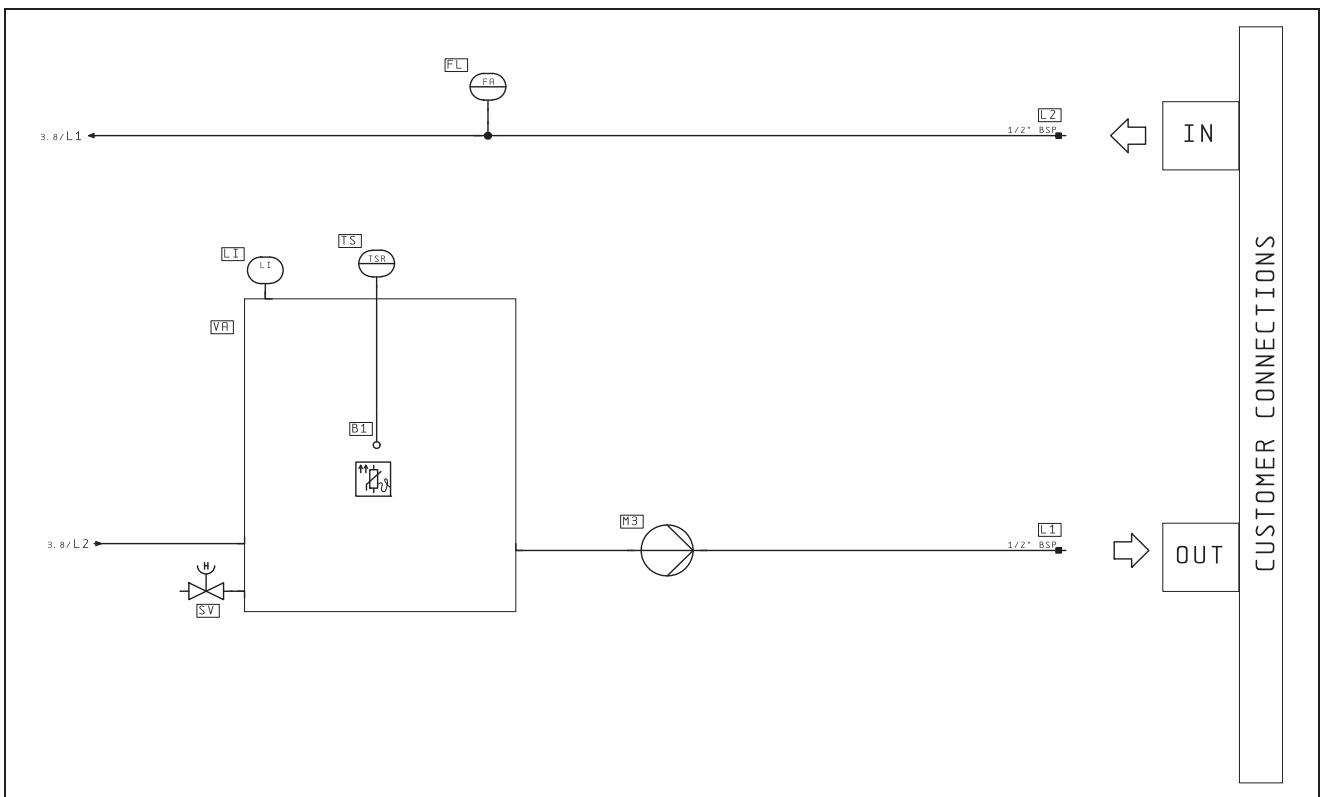 FL
FA
L2
1/2" BSP
3.8/L1
IN
TS
LI
TSR
LI
VA
B1
CUSTOMER CONNECTIONS
M3
L1
1/2" BSP
3.8/L2
OUT
H
SV